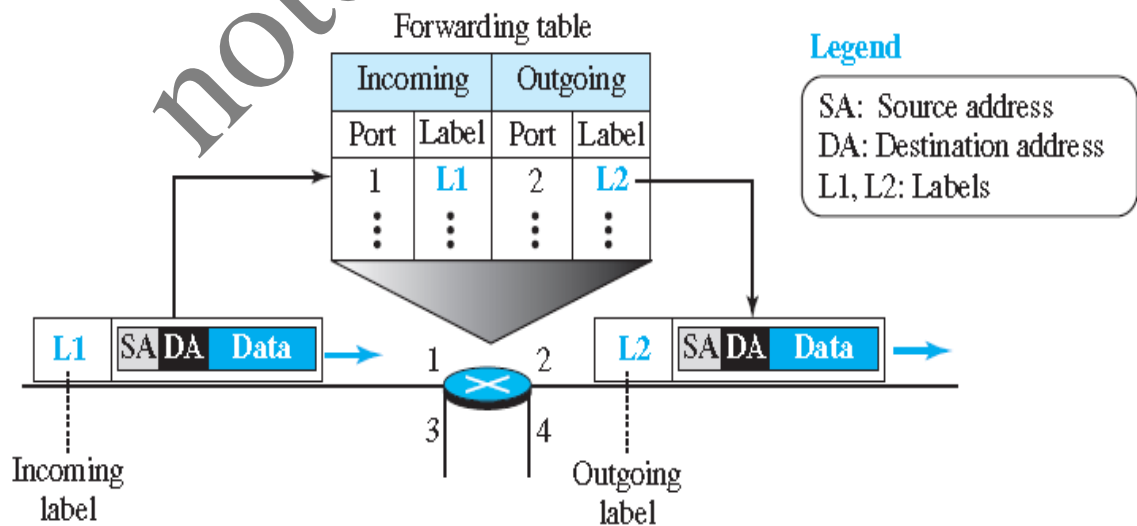 note
Forwarding table
Incoming Outgoing
Port Label Port Label
1 L1 2 L2
Legend
SA: Source address
DA: Destination address
L1, L2: Labels
L1 SA DA Data
1 2
3 4
L2 SA DA Data
Incoming
label
Outgoing
label